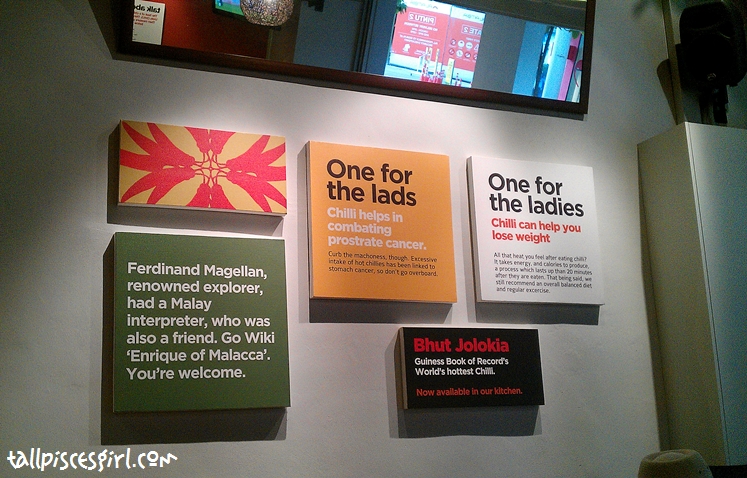 talk abo
PINTU 2
One for
the lads
Chilli helps in
combating
prostrate cancer.
Curb the machoness, though. Excessive
intake of hot chillies has been linked to
stomach cancer, so don't go overboard.
One for
the ladies
Chilli can help you
lose weight
All that heat you feel after eating chilli?
It takes energy, and calories to produce,
a process which lasts up than 20 minutes
after they are eaten. That being said, we
still recommend an overall balanced diet
and regular excercise.
Ferdinand Magellan,
renowned explorer,
had a Malay
interpreter, who was
also a friend. Go Wiki
'Enrique of Malacca'.
You're welcome.
Bhut Jolokia
Guiness Book of Record's
World's hottest Chilli.
Now available in our kitchen.
tallpiscesgirl.com